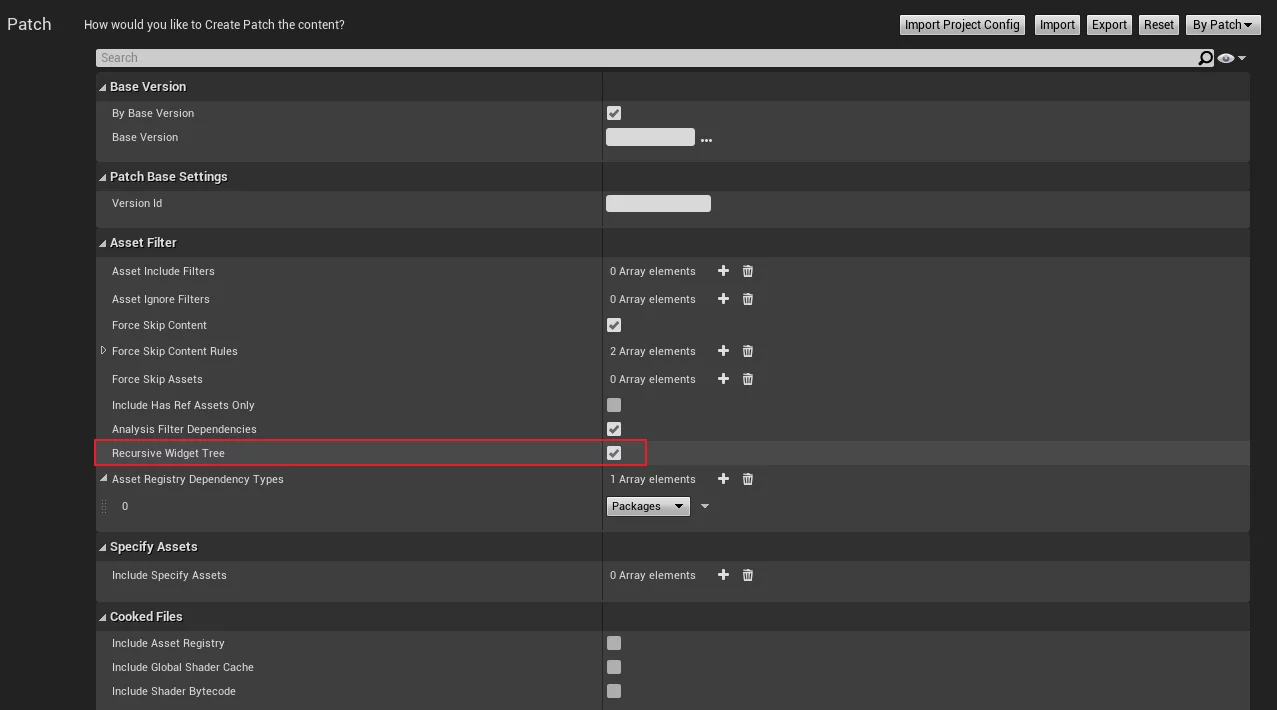 Patch How would you like to Create Patch the content? Import Project Config Import Export Reset By Patch
Search
Base Version
By Base Version
Base Version ...
Patch Base Settings
Version Id
Asset Filter
Asset Include Filters 0 Array elements
Asset Ignore Filters 0 Array elements
Force Skip Content
Force Skip Content Rules 2 Array elements
Force Skip Assets 0 Array elements
Include Has Ref Assets Only
Analysis Filter Dependencies
Recursive Widget Tree
Asset Registry Dependency Types 1 Array elements
0 Packages
Specify Assets
Include Specify Assets 0 Array elements
Cooked Files
Include Asset Registry
Include Global Shader Cache
Include Shader Bytecode